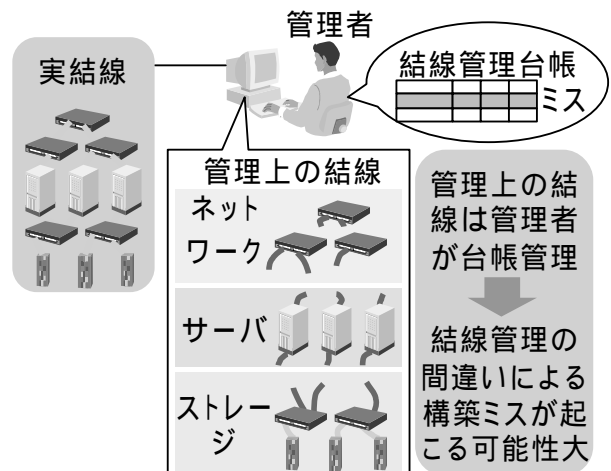 管理者
実結線
結線管理台帳
ミス
管理上の結線
ネット
ワーク
サーバ
ストレー
ジ
管理上の結
線は管理者
が台帳管理
結線管理の
間違いによる
構築ミスが起
こる可能性大